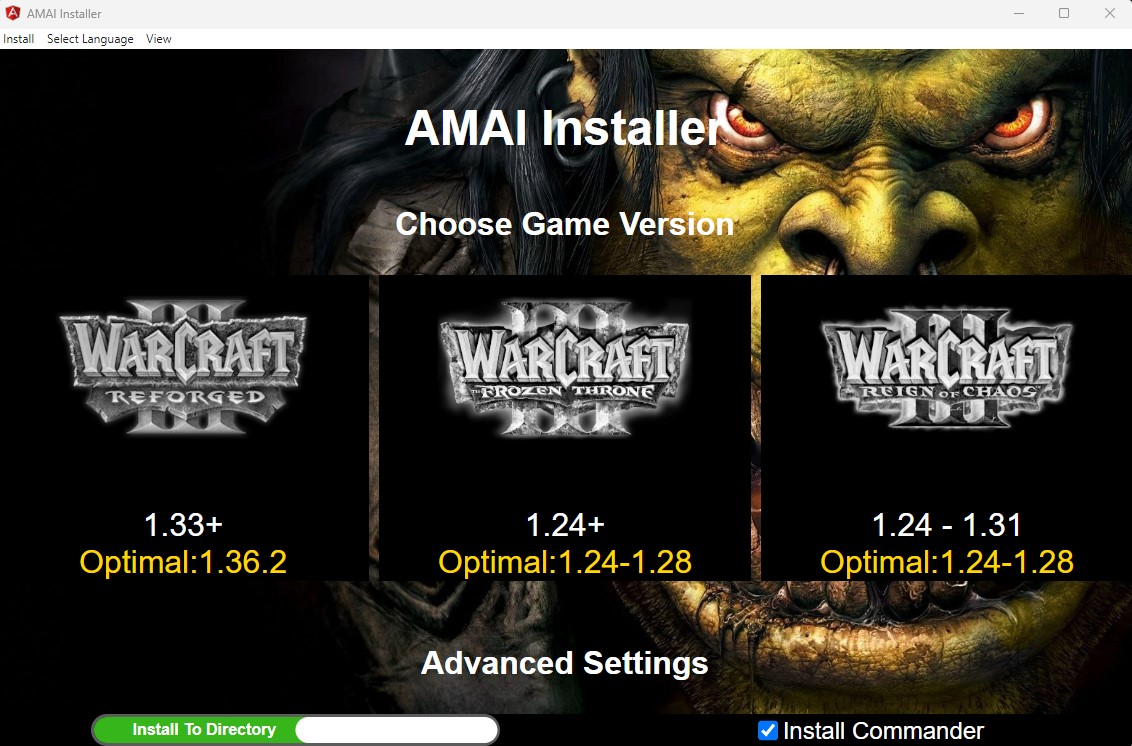 AMAI Installer
Install Select Language View
AMAI Installer
Choose Game Version
WARCRAFT
III
REFORGED
1.33+
Optimal:1.36.2
WARCRAFT
III
THE FROZEN THRONE
1.24+
Optimal:1.24-1.28
WARCRAFT
III
REIGN OF CHAOS
1.24 - 1.31
Optimal:1.24-1.28
Advanced Settings
Install To Directory
Install Commander